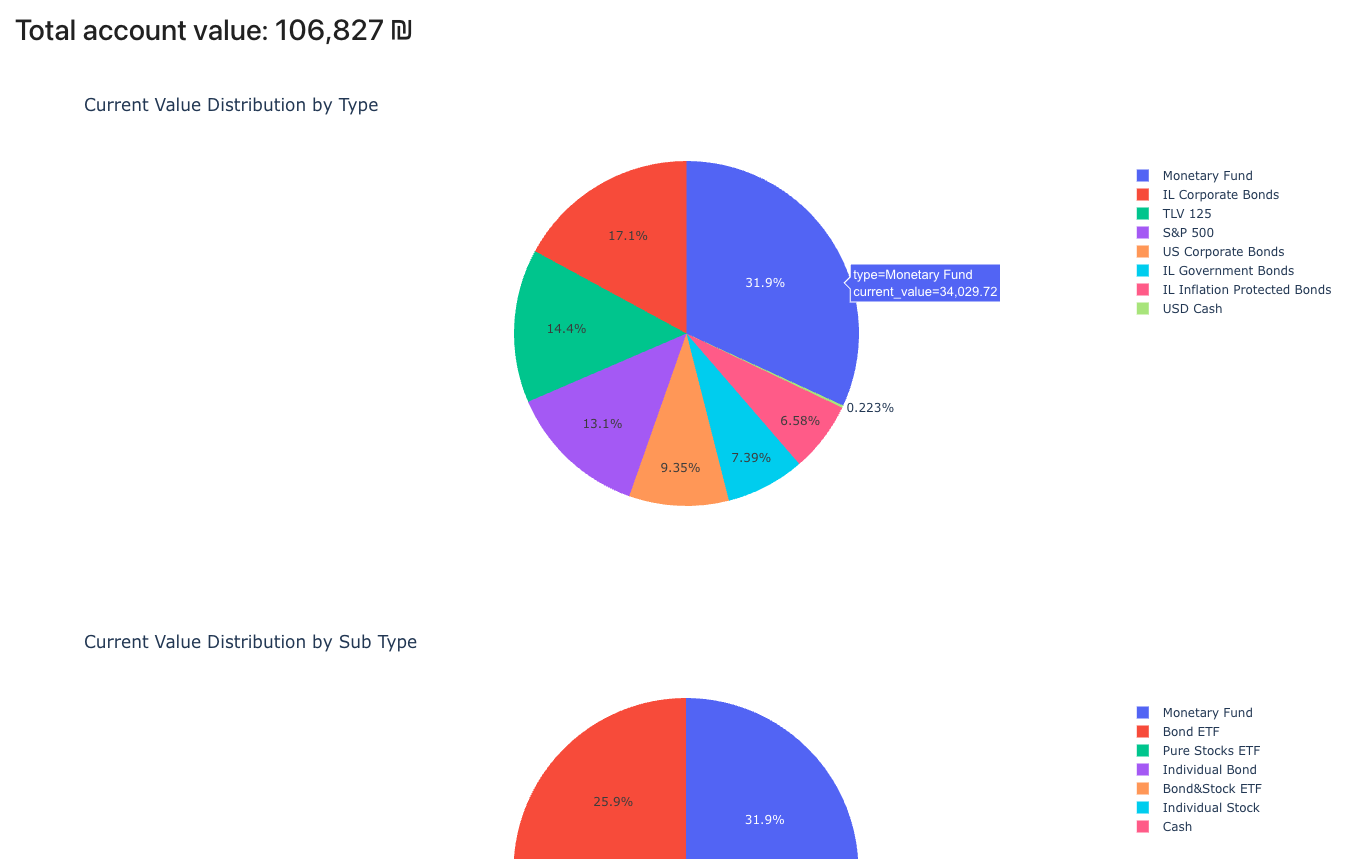 Total account value: 106,827 ₪
Current Value Distribution by Type
17.1%
31.9%
14.4%
13.1%
9.35%
7.39%
6.58%
0.223%
type=Monetary Fund
current_value=34,029.72
Monetary Fund
IL Corporate Bonds
TLV 125
S&P 500
US Corporate Bonds
IL Government Bonds
IL Inflation Protected Bonds
USD Cash
Current Value Distribution by Sub Type
25.9%
31.9%
Monetary Fund
Bond ETF
Pure Stocks ETF
Individual Bond
Bond&Stock ETF
Individual Stock
Cash